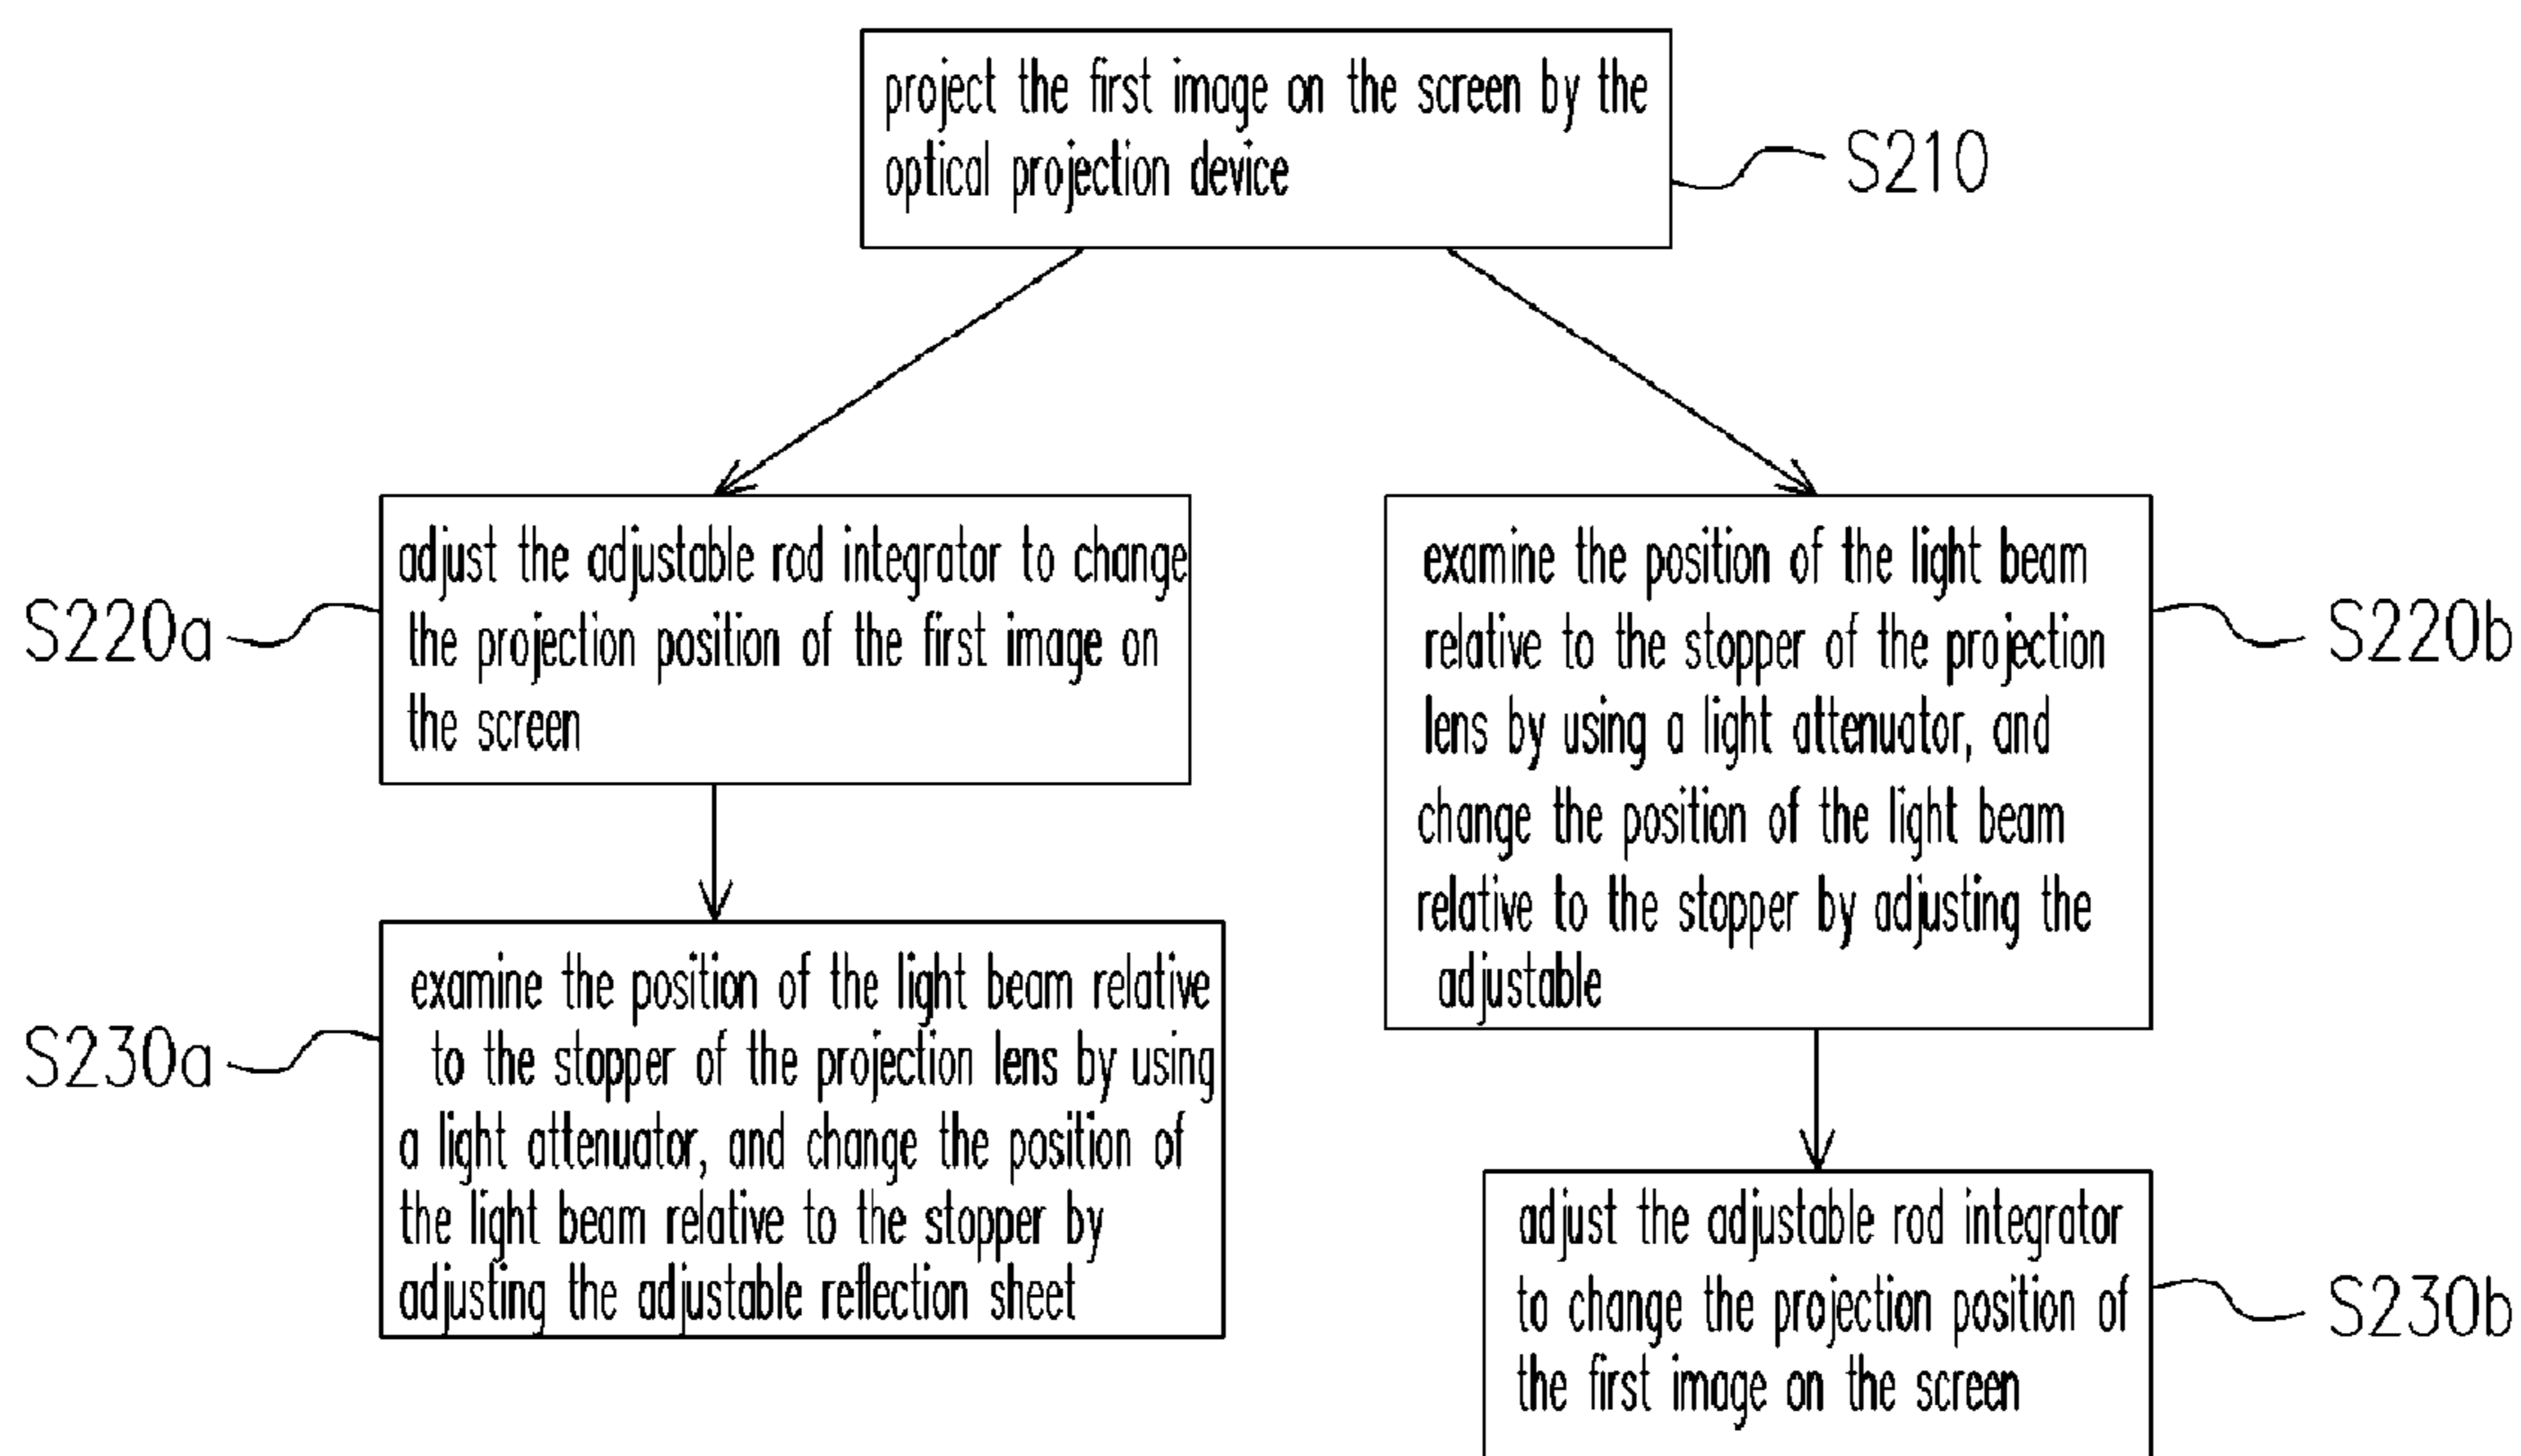 project the first image on the screen by the
optical projection device
S210
S220a
adjust the adjustable rod integrator to change
the projection position of the first image on
the screen
S230a
examine the position of the light beam relative
to the stopper of the projection lens by using
a light attenuator, and change the position of
the light beam relative to the stopper by
adjusting the adjustable reflection sheet
examine the position of the light beam
relative to the stopper of the projection
lens by using a light attenuator, and
change the position of the light beam
relative to the stopper by adjusting the
adjustable
S220b
adjust the adjustable rod integrator
to change the projection position of
the first image on the screen
S230b